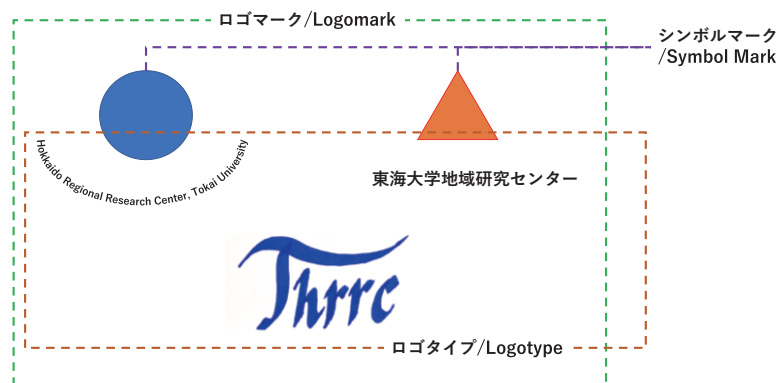 ロゴマーク/Logomark
シンボルマーク
/Symbol Mark
Hokkaido Regional Research Center, Tokai University
東海大学地域研究センター
Thrrc
ロゴタイプ/Logotype